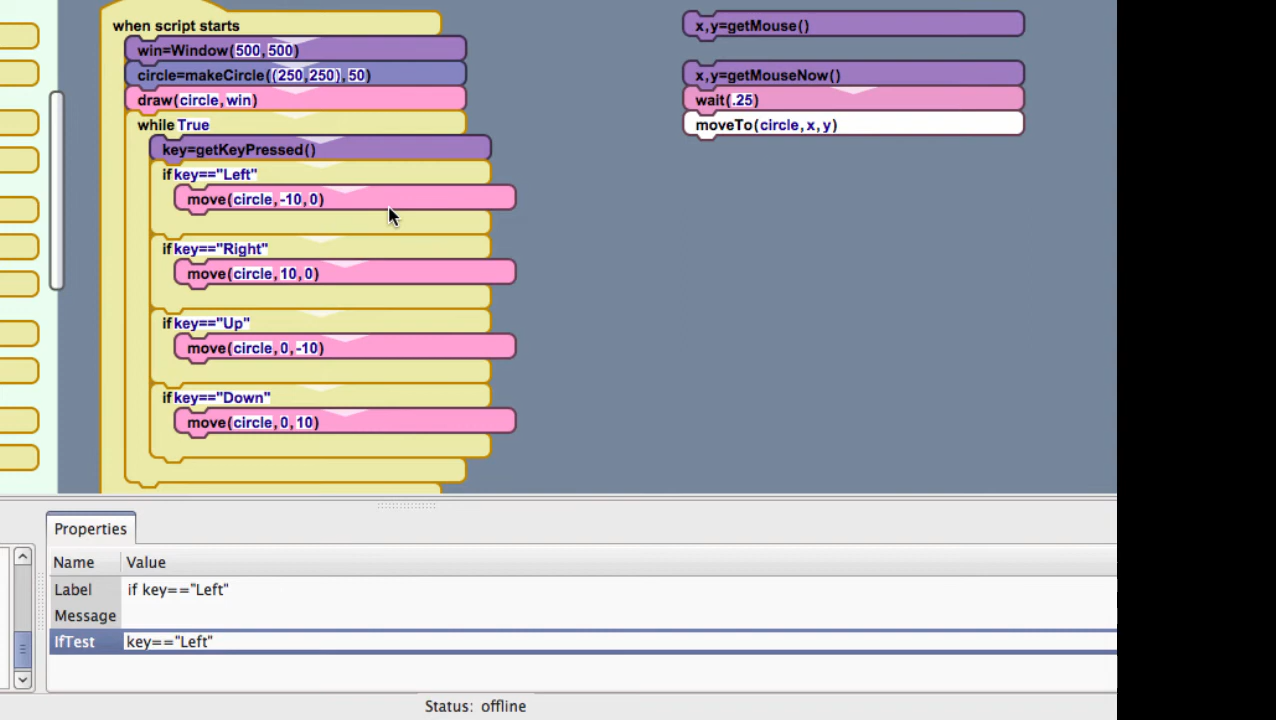 when script starts
win=Window(500,500)
circle=makeCircle((250,250),50)
draw(circle,win)
while True
key=getKeyPressed()
if key=="Left"
move(circle,-10,0)
if key=="Right"
move(circle,10,0)
if key=="Up"
move(circle,0,-10)
if key=="Down"
move(circle,0,10)
x,y=getMouse()
x,y=getMouseNow()
wait(.25)
moveTo(circle,x,y)
Properties
Name Value
Label if key=="Left"
Message
IfTest key=="Left"
Status: offline